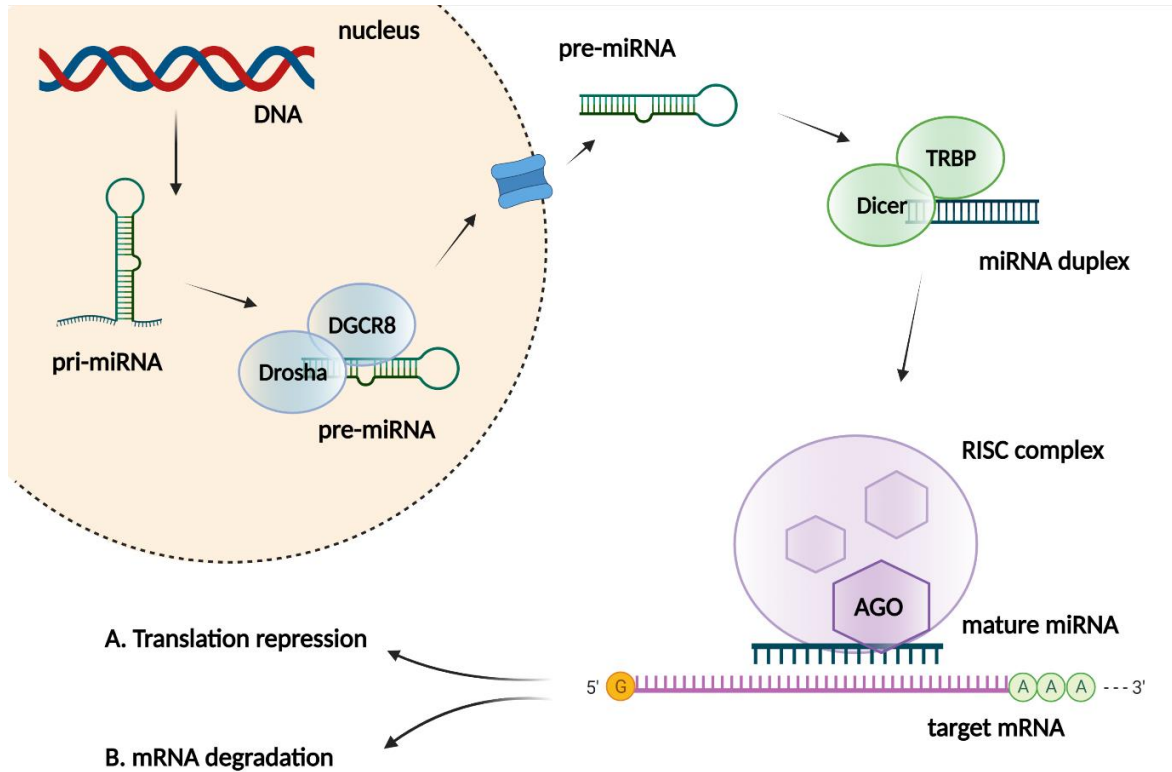 nucleus
DNA
pri-miRNA
DGCR8
Drosha
pre-miRNA
pre-miRNA
TRBP
Dicer
miRNA duplex
RISC complex
AGO
mature miRNA
5' G A A A --- 3'
target mRNA
A. Translation repression
B. mRNA degradation